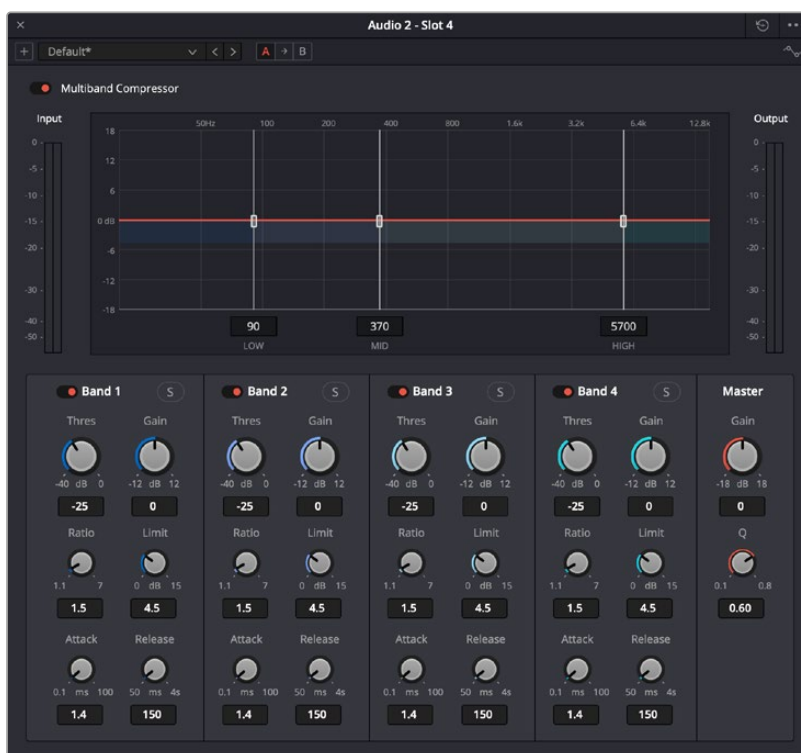 Audio 2 - Slot 4
Default*
A B
Multiband Compressor
Input
Output
50Hz 100 200 400 800 1.6k 3.2k 6.4k 12.8k
18
12
6
0 dB
-6
-12
-18
0
-5
-10
-15
-20
-30
-40
-50
0
-5
-10
-15
-20
-30
-40
-50
90 370 5700
LOW MID HIGH
Band 1 S Band 2 S Band 3 S Band 4 S Master
Thres Gain Thres Gain Thres Gain Thres Gain Gain
-40 dB 0 -12 dB 12 -40 dB 0 -12 dB 12 -40 dB 0 -12 dB 12 -40 dB 0 -12 dB 12 -18 dB 18
-25 0 -25 0 -25 0 -25 0 0
Ratio Limit Ratio Limit Ratio Limit Ratio Limit Q
1.1 7 0 dB 15 1.1 7 0 dB 15 1.1 7 0 dB 15 1.1 7 0 dB 15 0.1 0.8
1.5 4.5 1.5 4.5 1.5 4.5 1.5 4.5 0.60
Attack Release Attack Release Attack Release Attack Release
0.1 ms 100 50 ms 4s 0.1 ms 100 50 ms 4s 0.1 ms 100 50 ms 4s 0.1 ms 100 50 ms 4s
1.4 150 1.4 150 1.4 150 1.4 150